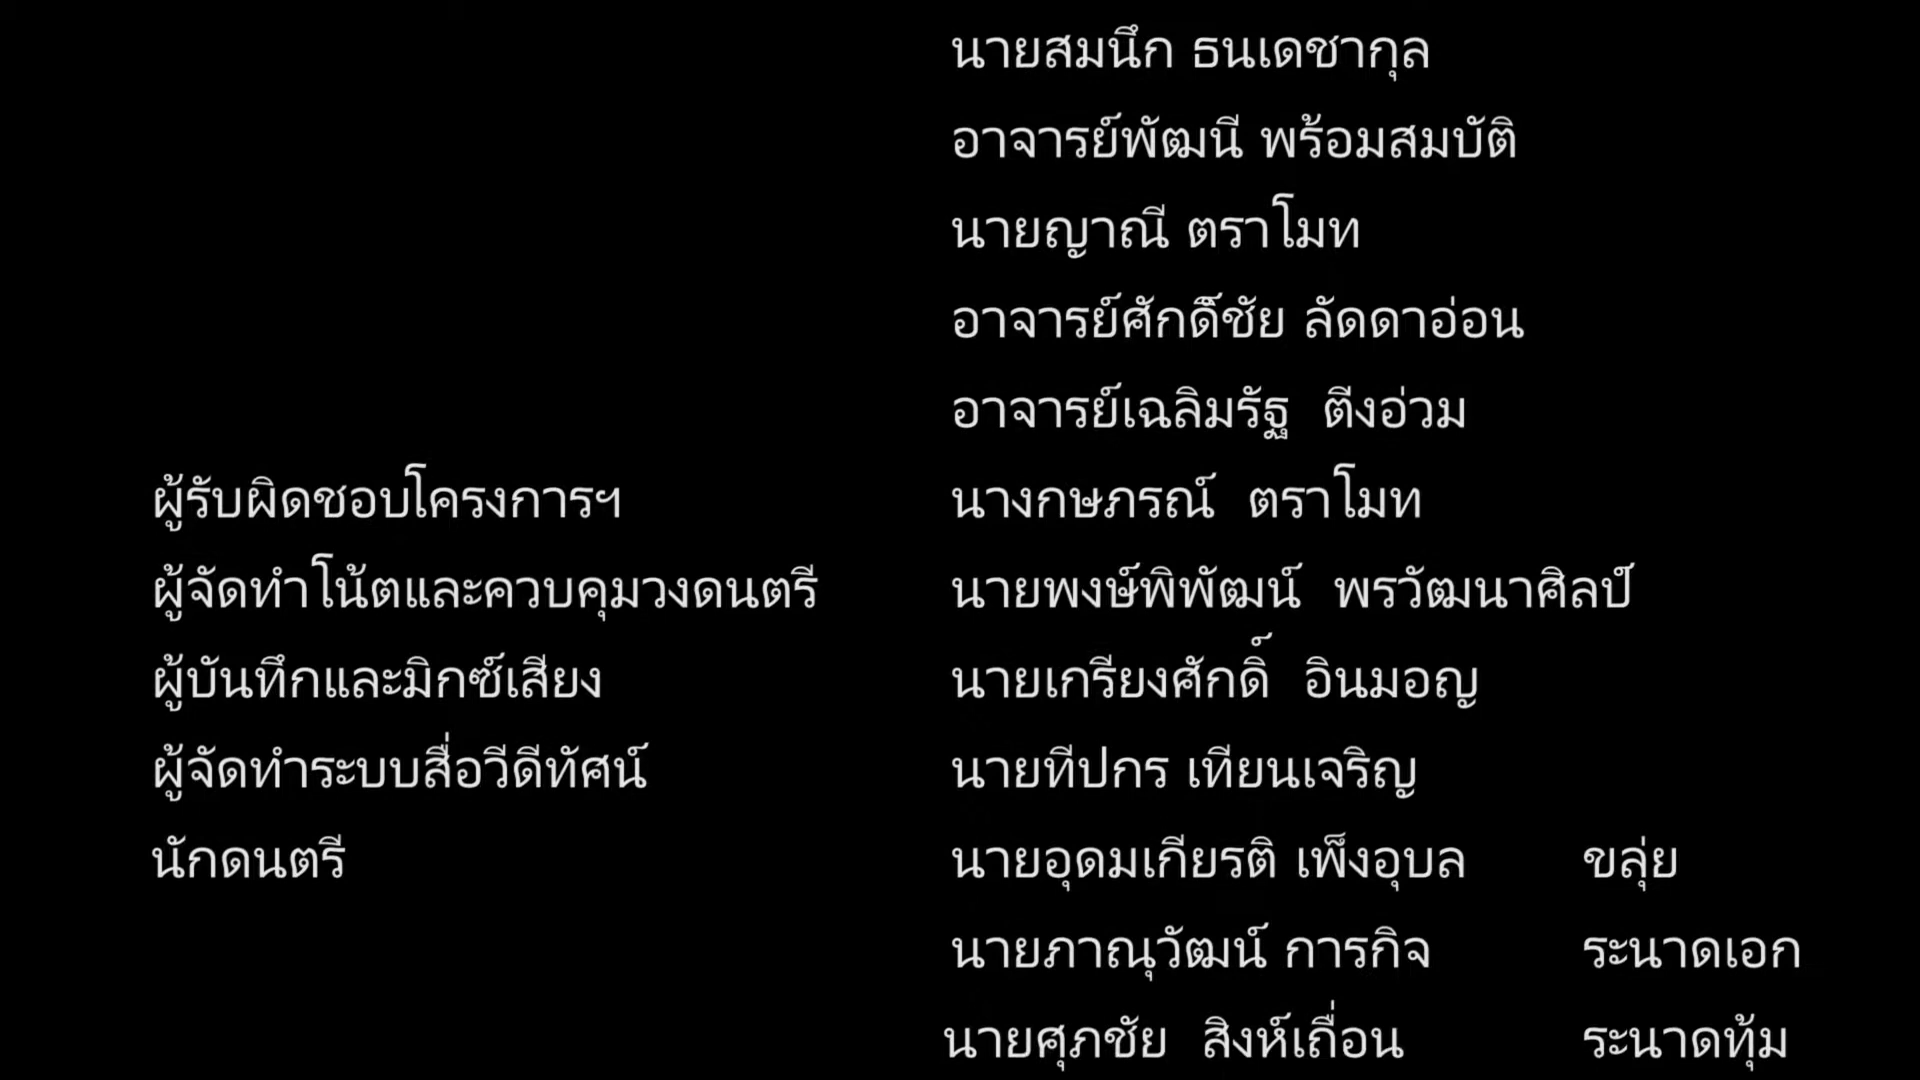 นายสมนึก ธนเดชากุล
อาจารย์พัฒนี พร้อมสมบัติ
นายญาณี ตราโมท
อาจารย์ศักดิ์ชัย ลัดดาอ่อน
อาจารย์เฉลิมรัฐ ตีงอ่วม
ผู้รับผิดชอบโครงการฯ นางกษภรณ์ ตราโมท
ผู้จัดทำโน้ตและควบคุมวงดนตรี นายพงษ์พิพัฒน์ พรวัฒนาศิลป์
ผู้บันทึกและมิกซ์เสียง นายเกรียงศักดิ์ อินมอญ
ผู้จัดทำระบบสื่อวีดีทัศน์ นายทีปกร เทียนเจริญ
นักดนตรี นายอุดมเกียรติ เพ็งอุบล ขลุ่ย
นายภาณุวัฒน์ การกิจ ระนาดเอก
นายศุภชัย สิงห์เถื่อน ระนาดทุ้ม